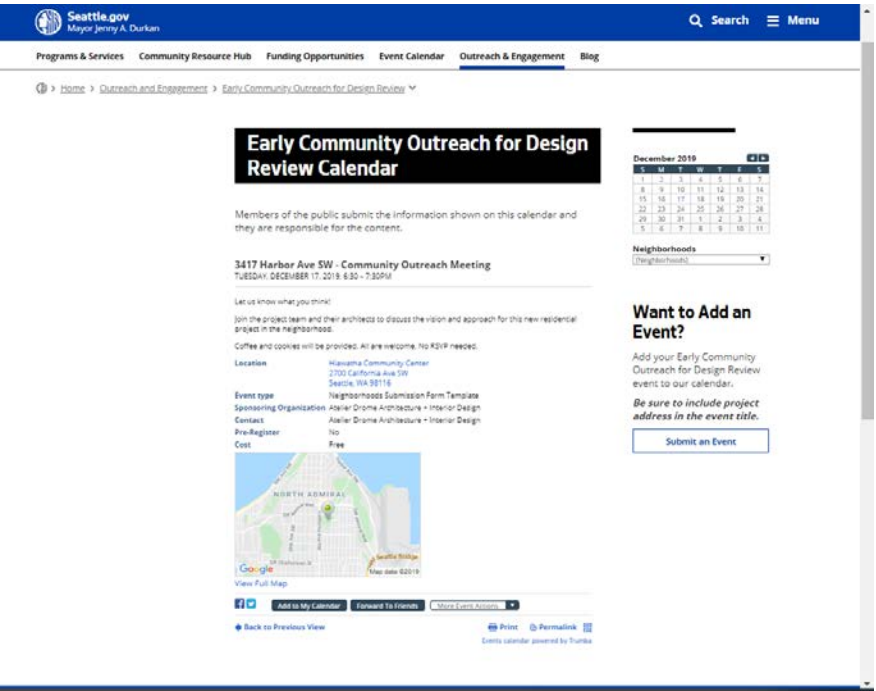 Seattle.gov
Mayor Jenny A. Durkan
Search
Menu
Programs & Services Community Resource Hub Funding Opportunities Event Calendar Outreach & Engagement Blog
> Home > Outreach and Engagement > Early Community Outreach for Design Review
Early Community Outreach for Design
Review Calendar
Members of the public submit the information shown on this calendar and
they are responsible for the content.
3417 Harbor Ave SW - Community Outreach Meeting
TUESDAY, DECEMBER 17, 2019, 6:30 – 7:30PM
Let us know what you think!
Join the project team and their architects to discuss the vision and approach for this new residential
project in the neighborhood.
Coffee and cookies will be provided. All are welcome. No RSVP needed.
Location Hiawatha Community Center
2700 California Ave SW
Seattle, WA 98116
Event type Neighborhoods Submission Form Template
Sponsoring Organization Atelier Drome Architecture + Interior Design
Contact Atelier Drome Architecture + Interior Design
Pre-Register No
Cost Free
NORTH ADMIRAL
Seattle Bridge
Google
Map data ©2019
View Full Map
Add to My Calendar Forward To Friends More Event Actions
Back to Previous View
Print Permalink
Events calendar powered by Trumba
December 2019
S M T W T F S
1 2 3 4 5 6 7
8 9 10 11 12 13 14
15 16 17 18 19 20 21
22 23 24 25 26 27 28
29 30 31 1 2 3 4
5 6 7 8 9 10 11
Neighborhoods
(Neighborhoods)
Want to Add an
Event?
Add your Early Community
Outreach for Design Review
event to our calendar.
Be sure to include project
address in the event title.
Submit an Event